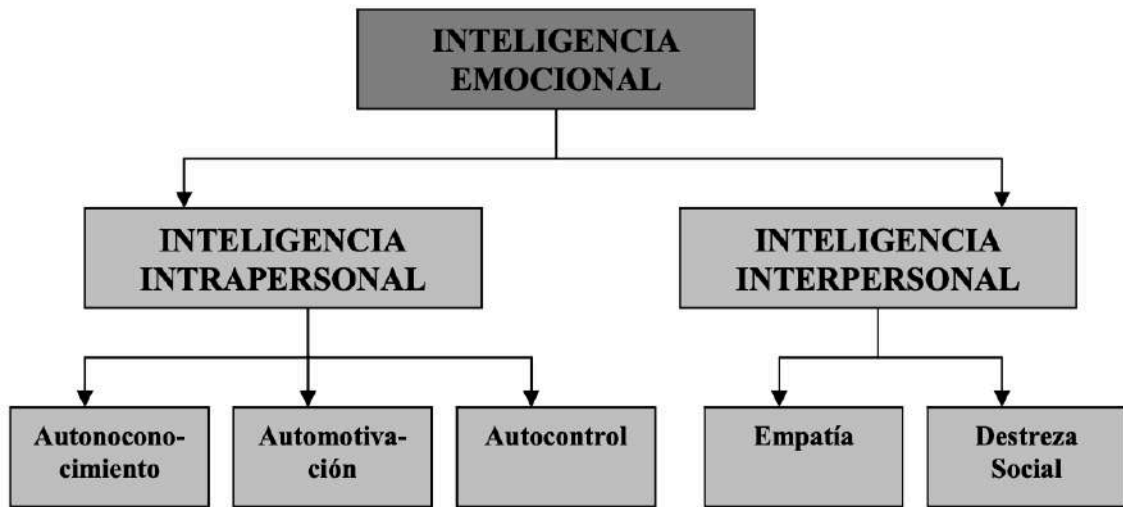 INTELIGENCIA
EMOCIONAL
INTELIGENCIA
INTRAPERSONAL
INTELIGENCIA
INTERPERSONAL
Autonocono-
cimiento
Automotiva-
ción
Autocontrol
Empatía
Destreza
Social